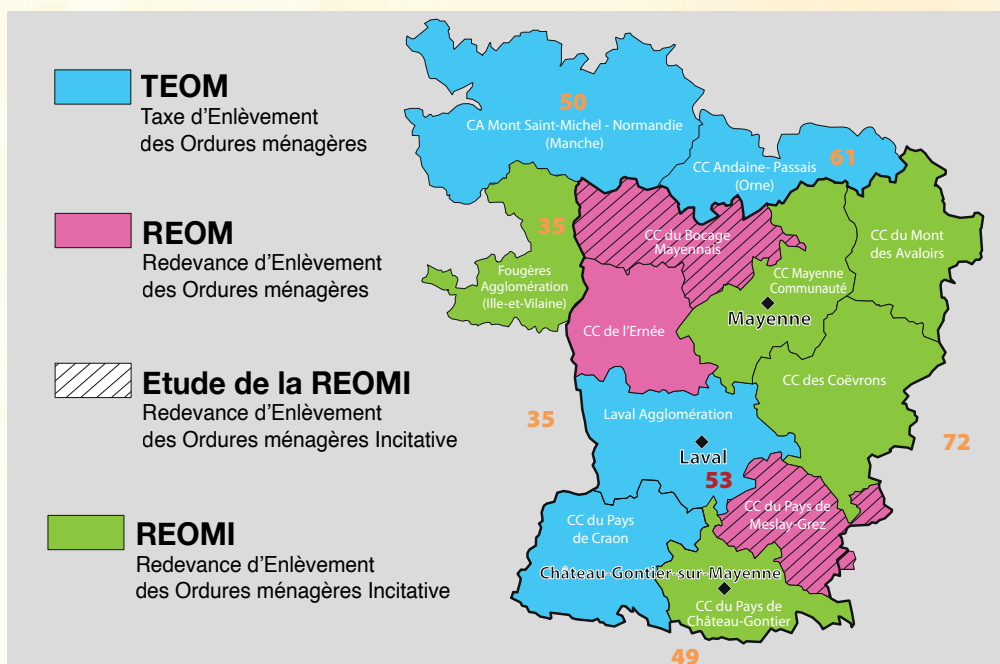 TEOM
Taxe d’Enlèvement
des Ordures ménagères
REOM
Redevance d’Enlèvement
des Ordures ménagères
Etude de la REOMI
Redevance d’Enlèvement
des Ordures ménagères Incitative
REOMI
Redevance d’Enlèvement
des Ordures ménagères Incitative
50
CA Mont Saint-Michel - Normandie
(Manche)
61
CC Andaine- Passais
(Orne)
35
Fougères
Agglomération
(Ille-et-Vilaine)
CC du Bocage
Mayennais
CC du Mont
des Avaloirs
CC Mayenne
Communauté
Mayenne
CC de l’Ernée
CC des Coëvrons
35
Laval Agglomération
Laval
53
72
CC du Pays
de Craon
CC du Pays de
Meslay-Grez
Château-Gontier-sur-Mayenne
CC du Pays de
Château-Gontier
49